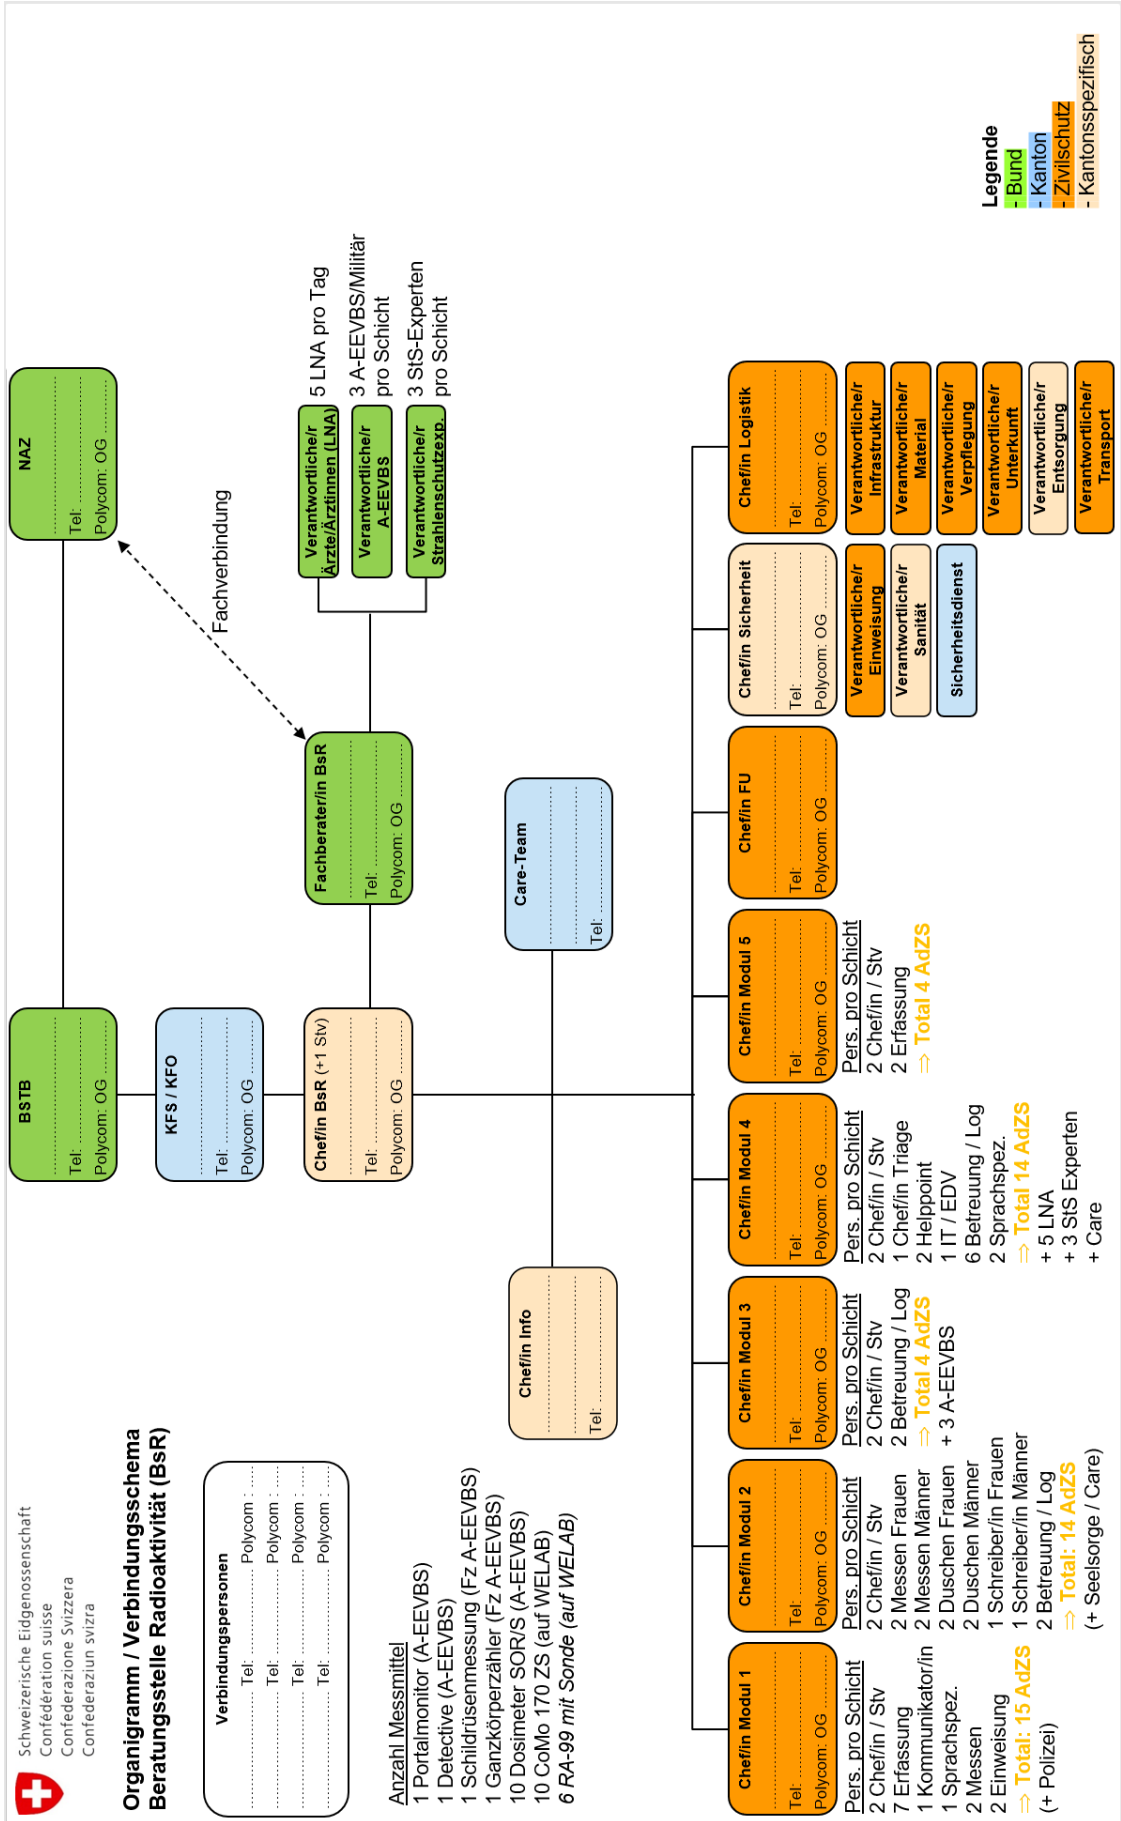 Schweizerische Eidgenossenschaft
Confédération suisse
Confederazione Svizzera
Confederaziun svizra
Organigramm / Verbindungsschema
Beratungsstelle Radioaktivität (BsR)
Verbindungspersonen
Tel: Polycom :
Tel: Polycom :
Tel: Polycom :
Tel: Polycom :
Anzahl Messmittel
1 Portalmonitor (A-EEVBS)
1 Detective (A-EEVBS)
1 Schildrüsenmessung (Fz A-EEVBS)
1 Ganzkörperzähler (Fz A-EEVBS)
10 Dosimeter SOR/S (A-EEVBS)
10 CoMo 170 ZS (auf WELAB)
6 RA-99 mit Sonde (auf WELAB)
BSTB
Tel:
Polycom: OG
NAZ
Tel:
Polycom: OG
KFS / KFO
Tel:
Polycom: OG
Fachverbindung
Chef/in BsR (+1 Stv)
Tel:
Polycom: OG
Fachberater/in BsR
Tel:
Polycom: OG
Verantwortliche/r
Ärzte/Ärztinnen (LNA)
5 LNA pro Tag
Verantwortliche/r
A-EEVBS
3 A-EEVBS/Militär
pro Schicht
Verantwortliche/r
Strahlenschutzexp.
3 StS-Experten
pro Schicht
Chef/in Info
Tel:
Care-Team
Tel:
Chef/in Modul 1
Tel:
Polycom: OG
Pers. pro Schicht
2 Chef/in / Stv
7 Erfassung
1 Kommunikator/in
1 Sprachspez.
2 Messen
2 Einweisung
⇒ Total: 15 AdZS
(+ Polizei)
Chef/in Modul 2
Tel:
Polycom: OG
Pers. pro Schicht
2 Chef/in / Stv
2 Messen Frauen
2 Messen Männer
2 Duschen Frauen
2 Duschen Männer
1 Schreiber/in Frauen
1 Schreiber/in Männer
2 Betreuung / Log
⇒ Total: 14 AdZS
(+ Seelsorge / Care)
Chef/in Modul 3
Tel:
Polycom: OG
Pers. pro Schicht
2 Chef/in / Stv
2 Betreuung / Log
⇒ Total 4 AdZS
+ 3 A-EEVBS
Chef/in Modul 4
Tel:
Polycom: OG
Pers. pro Schicht
2 Chef/in / Stv
1 Chef/in Triage
2 Helppoint
1 IT / EDV
6 Betreuung / Log
2 Sprachspez.
⇒ Total 14 AdZS
+ 5 LNA
+ 3 StS Experten
+ Care
Chef/in Modul 5
Tel:
Polycom: OG
Pers. pro Schicht
2 Chef/in / Stv
2 Erfassung
⇒ Total 4 AdZS
Chef/in FU
Tel:
Polycom: OG
Chef/in Sicherheit
Tel:
Polycom: OG
Verantwortliche/r
Einweisung
Verantwortliche/r
Sanität
Sicherheitsdienst
Chef/in Logistik
Tel:
Polycom: OG
Verantwortliche/r
Infrastruktur
Verantwortliche/r
Material
Verantwortliche/r
Verpflegung
Verantwortliche/r
Unterkunft
Verantwortliche/r
Entsorgung
Verantwortliche/r
Transport
Legende
- Bund
- Kanton
- Zivilschutz
- Kantonsspezifisch